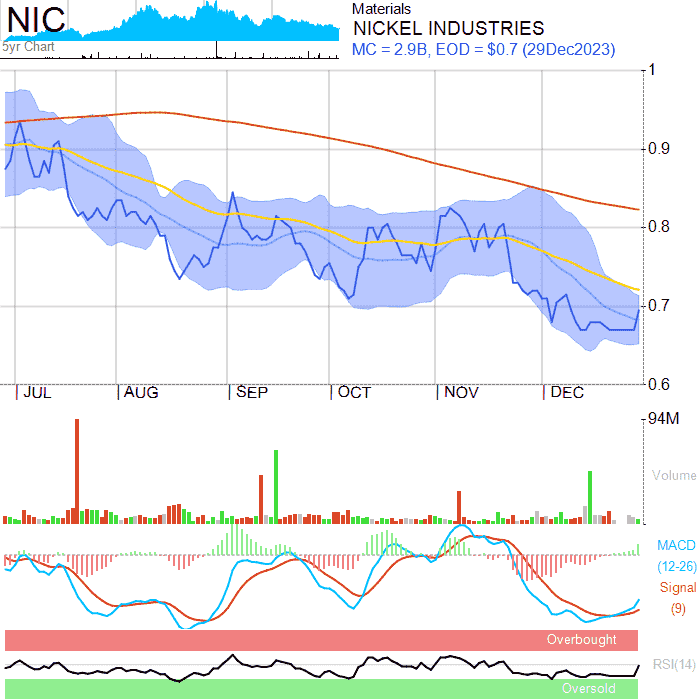 NIC
5yr Chart
Materials
NICKEL INDUSTRIES
MC = 2.9B, EOD = $0.7 (29Dec2023)
1
0.9
0.8
0.7
0.6
JUL AUG SEP OCT NOV DEC
94M
Volume
MACD
(12-26)
Signal
(9)
Overbought
RSI(14)
Oversold